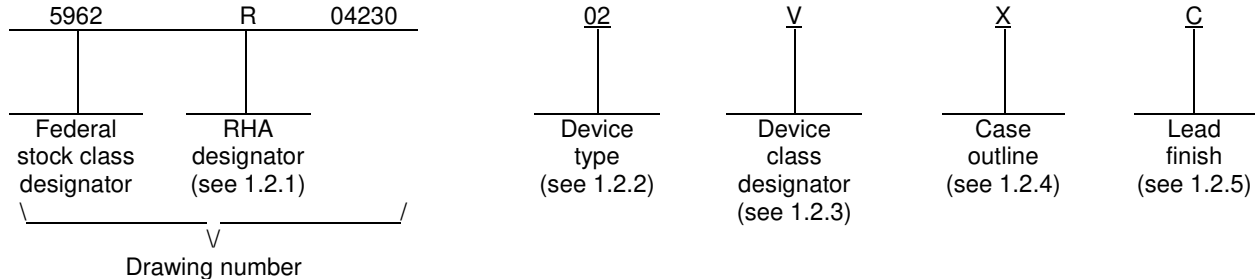 5962 R 04230 02 V X C
Federal RHA Device Device Case Lead
stock class designator type class outline finish
designator (see 1.2.1) (see 1.2.2) designator (see 1.2.4) (see 1.2.5)
(see 1.2.3)
\ /
\/
Drawing number